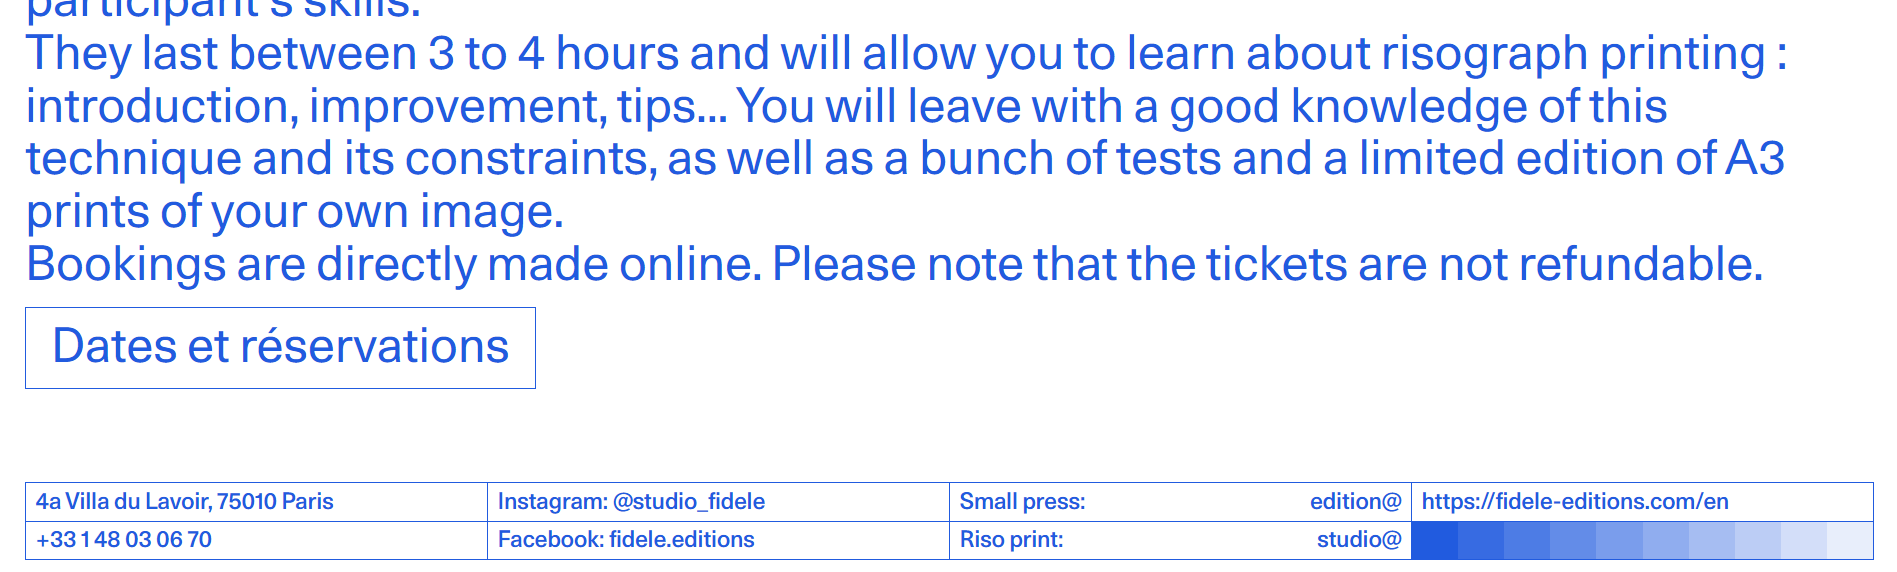 participant's skills.
They last between 3 to 4 hours and will allow you to learn about risograph printing :
introduction, improvement, tips... You will leave with a good knowledge of this
technique and its constraints, as well as a bunch of tests and a limited edition of A3
prints of your own image.
Bookings are directly made online. Please note that the tickets are not refundable.
Dates et réservations
4a Villa du Lavoir, 75010 Paris
+33 1 48 03 06 70
Instagram: @studio_fidele
Facebook: fidele.editions
Small press: edition@
Riso print: studio@
https://fidele-editions.com/en